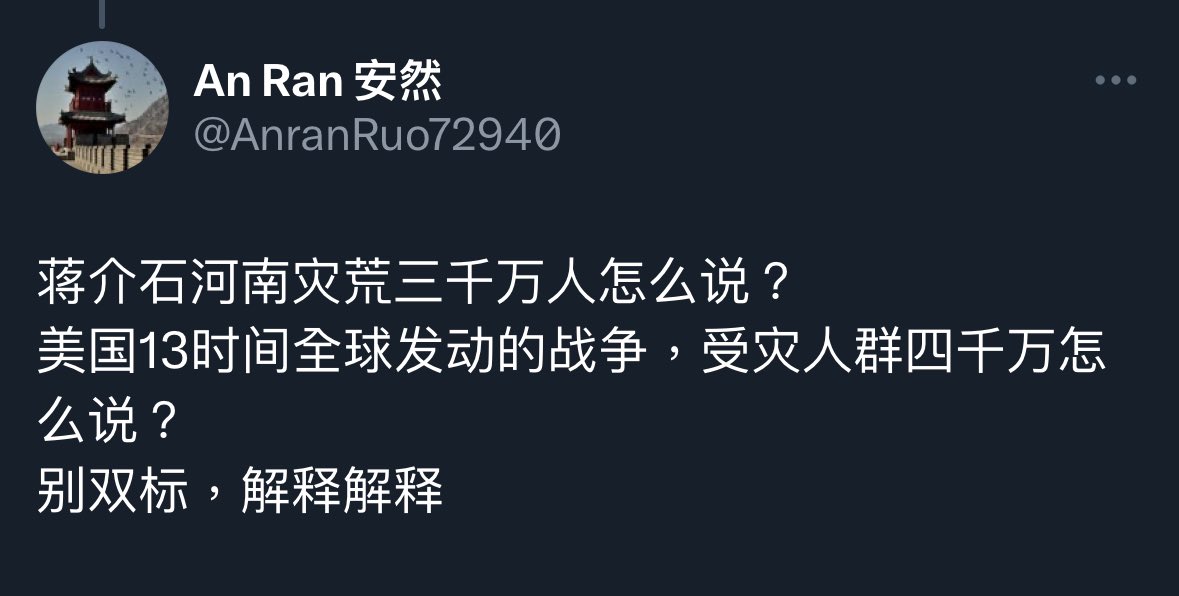 An Ran 安然
@AnranRuo72940
蒋介石河南灾荒三千万人怎么说？
美国13时间全球发动的战争，受灾人群四千万怎
么说？
别双标，解释解释